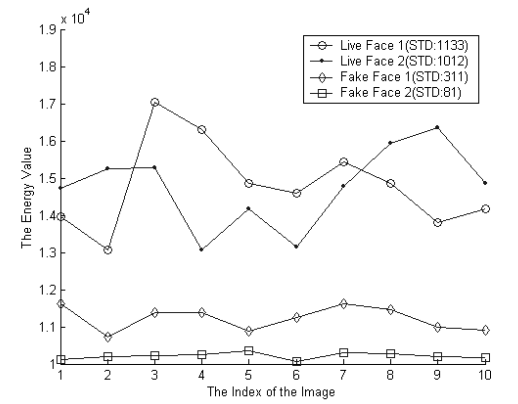 x 10⁴
1.9
1.8
1.7
1.6
1.5
1.4
1.3
1.2
1.1
1
The Energy Value
Live Face 1(STD:1133)
Live Face 2(STD:1012)
Fake Face 1(STD:311)
Fake Face 2(STD:81)
1 2 3 4 5 6 7 8 9 10
The Index of the Image